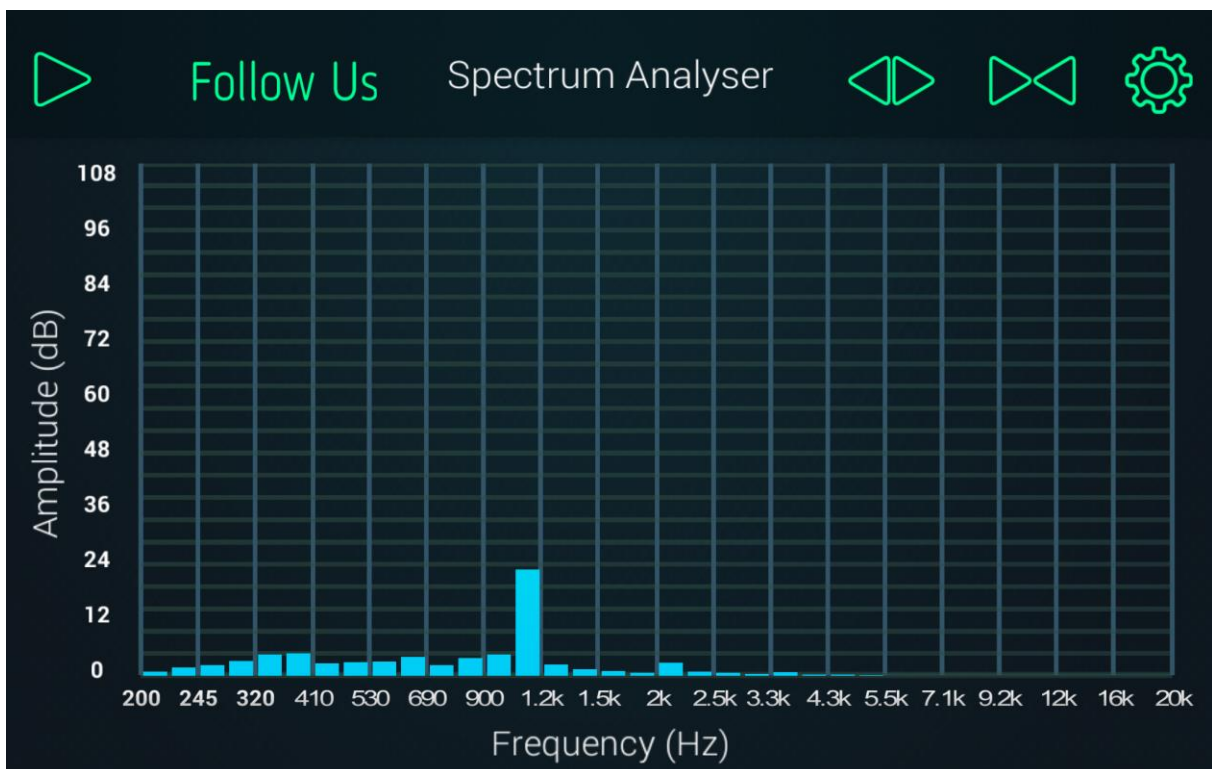 Follow Us Spectrum Analyser
108
96
84
72
60
48
36
24
12
0
Amplitude (dB)
200 245 320 410 530 690 900 1.2k 1.5k 2k 2.5k 3.3k 4.3k 5.5k 7.1k 9.2k 12k 16k 20k
Frequency (Hz)